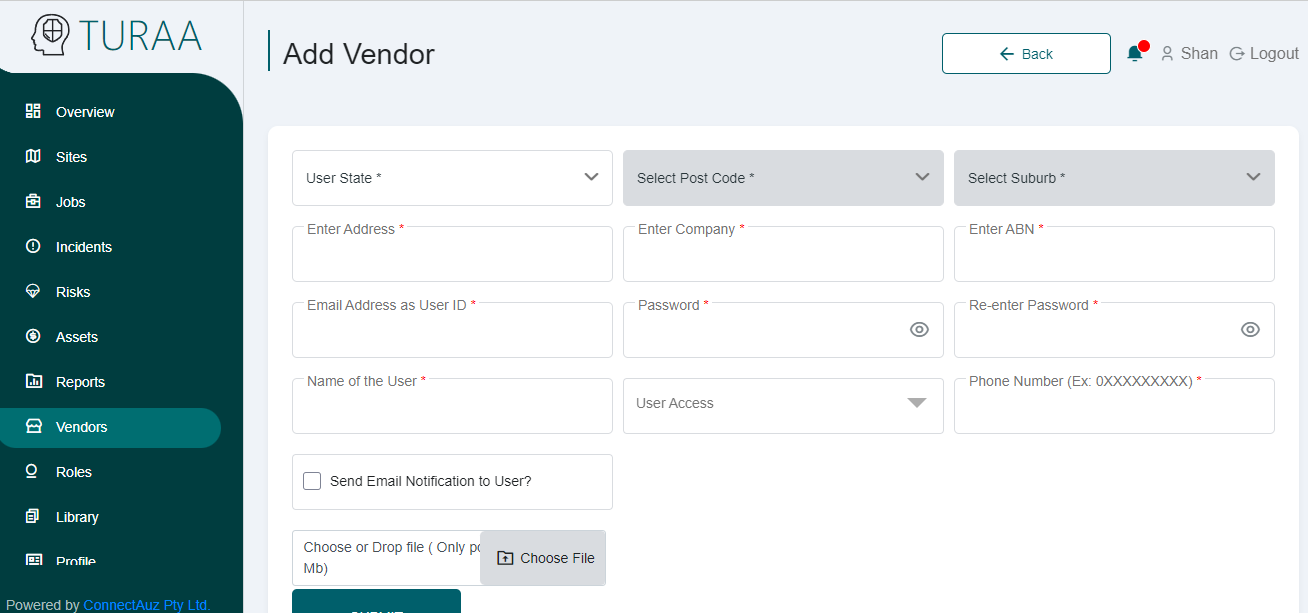 TURAA
Add Vendor
Back
Shan
Logout
Overview
Sites
Jobs
Incidents
Risks
Assets
Reports
Vendors
Roles
Library
Profile
Powered by ConnectAuz Pty Ltd.
User State *
Select Post Code *
Select Suburb *
Enter Address *
Enter Company *
Enter ABN *
Email Address as User ID *
Password *
Re-enter Password *
Name of the User *
User Access
Phone Number (Ex: 0XXXXXXXXX) *
Send Email Notification to User?
Choose or Drop file ( Only
Mb)
Choose File
SUBMIT